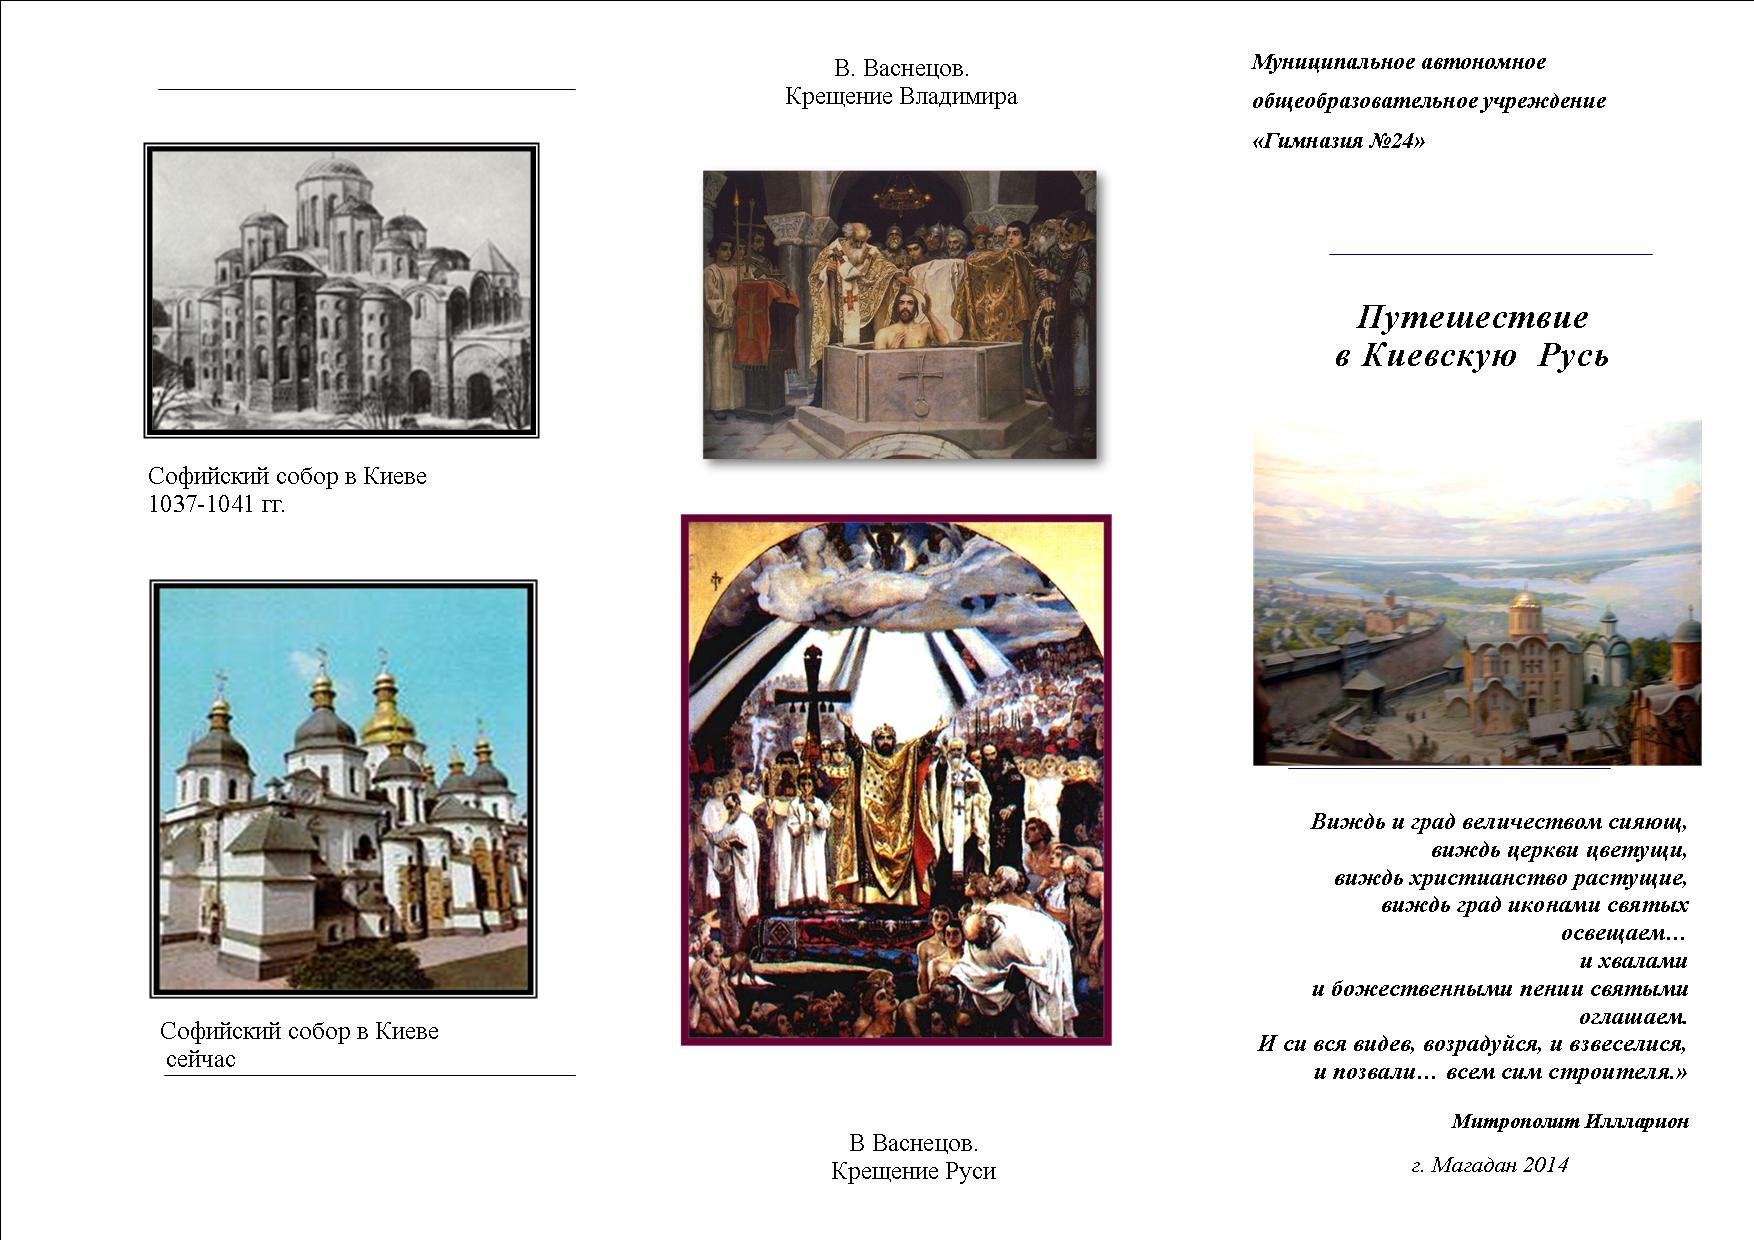 Софийский собор в Киеве
1037-1041 гг.
Софийский собор в Киеве
сейчас
В. Васнецов.
Крещение Владимира
В Васнецов.
Крещение Руси
Муниципальное автономное
общеобразовательное учреждение
«Гимназия №24»
Путешествие
в Киевскую Русь
Виждь и град величеством сияющ,
виждь церкви цветущи,
виждь христианство растущие,
виждь град иконами святых
освещаем…
и хвалами
и божественными пении святыми
оглашаем.
И си вся видев, возрадуйся, и взвеселися,
и позвали… всем сим строителя.»
Митрополит Иллларион
г. Магадан 2014